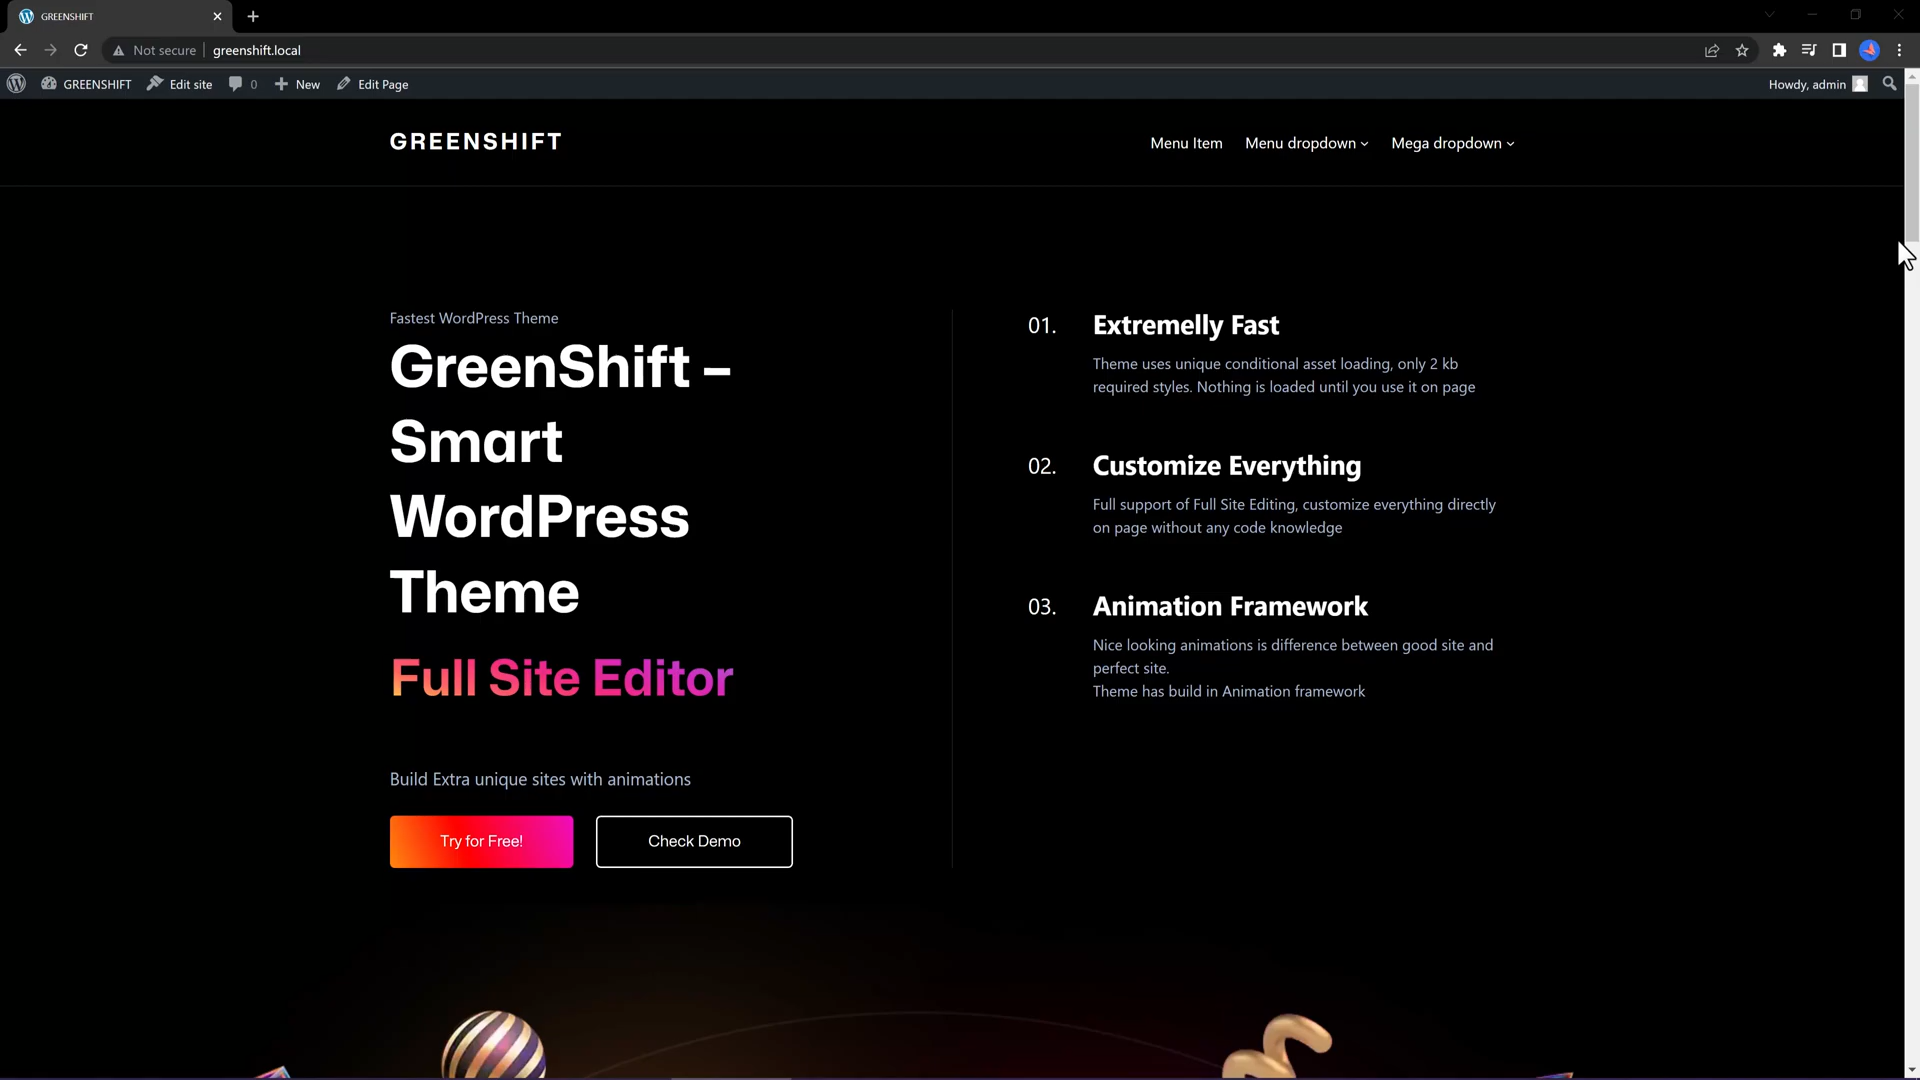 GREENSHIFT
Not secure
greenshift.local
GREENSHIFT
Edit site
0
New
Edit Page
Howdy, admin
GREENSHIFT
Menu Item
Menu dropdown
Mega dropdown
Fastest WordPress Theme
GreenShift –
Smart
WordPress
Theme
Full Site Editor
Build Extra unique sites with animations
Try for Free!
Check Demo
01.
Extremelly Fast
Theme uses unique conditional asset loading, only 2 kb
required styles. Nothing is loaded until you use it on page
02.
Customize Everything
Full support of Full Site Editing, customize everything directly
on page without any code knowledge
03.
Animation Framework
Nice looking animations is difference between good site and
perfect site.
Theme has build in Animation framework